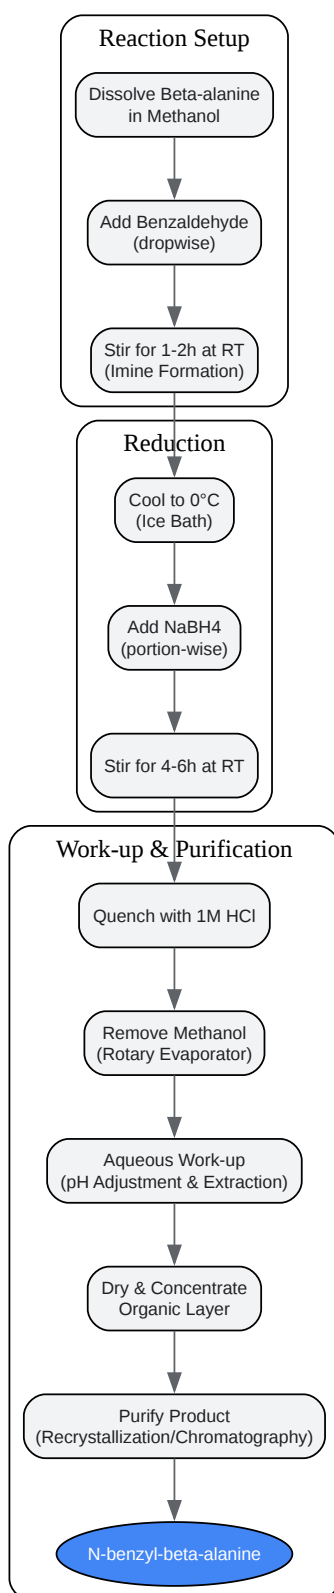 Reaction Setup
Dissolve Beta-alanine
in Methanol
Add Benzaldehyde
(dropwise)
Stir for 1-2h at RT
(Imine Formation)
Reduction
Cool to 0°C
(Ice Bath)
Add NaBH4
(portion-wise)
Stir for 4-6h at RT
Work-up & Purification
Quench with 1M HCl
Remove Methanol
(Rotary Evaporator)
Aqueous Work-up
(pH Adjustment & Extraction)
Dry & Concentrate
Organic Layer
Purify Product
(Recrystallization/Chromatography)
N-benzyl-beta-alanine